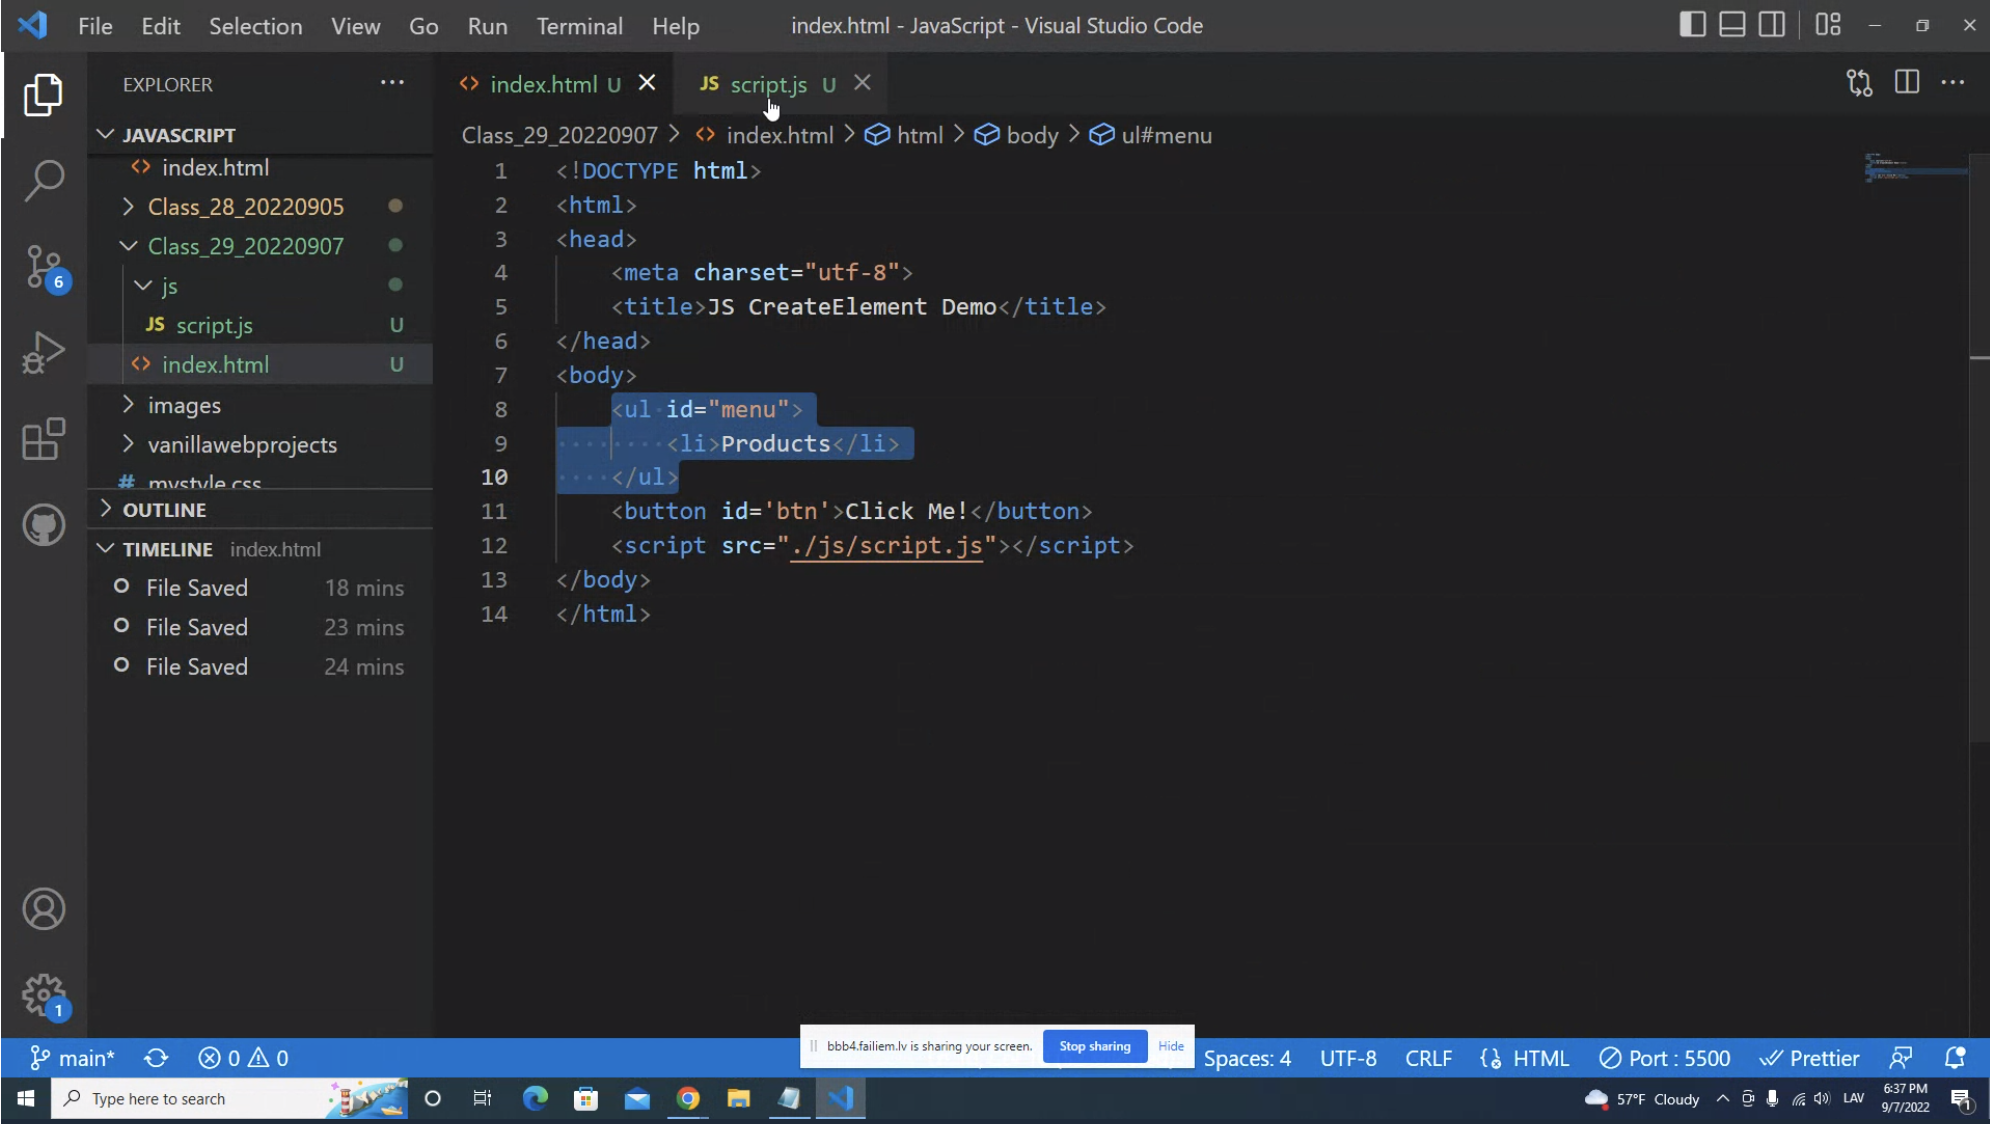 File Edit Selection View Go Run Terminal Help
index.html - JavaScript - Visual Studio Code
EXPLORER ...
JAVASCRIPT
index.html
Class_28_20220905
Class_29_20220907
js
JS script.js U
index.html U
images
vanillawebprojects
# mystyle.css
OUTLINE
TIMELINE index.html
File Saved 18 mins
File Saved 23 mins
File Saved 24 mins
index.html U
JS script.js U
Class_29_20220907 > index.html > html > body > ul#menu
1 <!DOCTYPE html>
2 <html>
3 <head>
4 <meta charset="utf-8">
5 <title>JS CreateElement Demo</title>
6 </head>
7 <body>
8 <ul id="menu">
9 <li>Products</li>
10 </ul>
11 <button id='btn'>Click Me!</button>
12 <script src="./js/script.js"></script>
13 </body>
14 </html>
6
1
bbb4.failiem.lv is sharing your screen. Stop sharing Hide
main* 0 0 Spaces: 4 UTF-8 CRLF HTML Port : 5500 Prettier
Type here to search
57°F Cloudy LAV
6:37 PM
9/7/2022
1